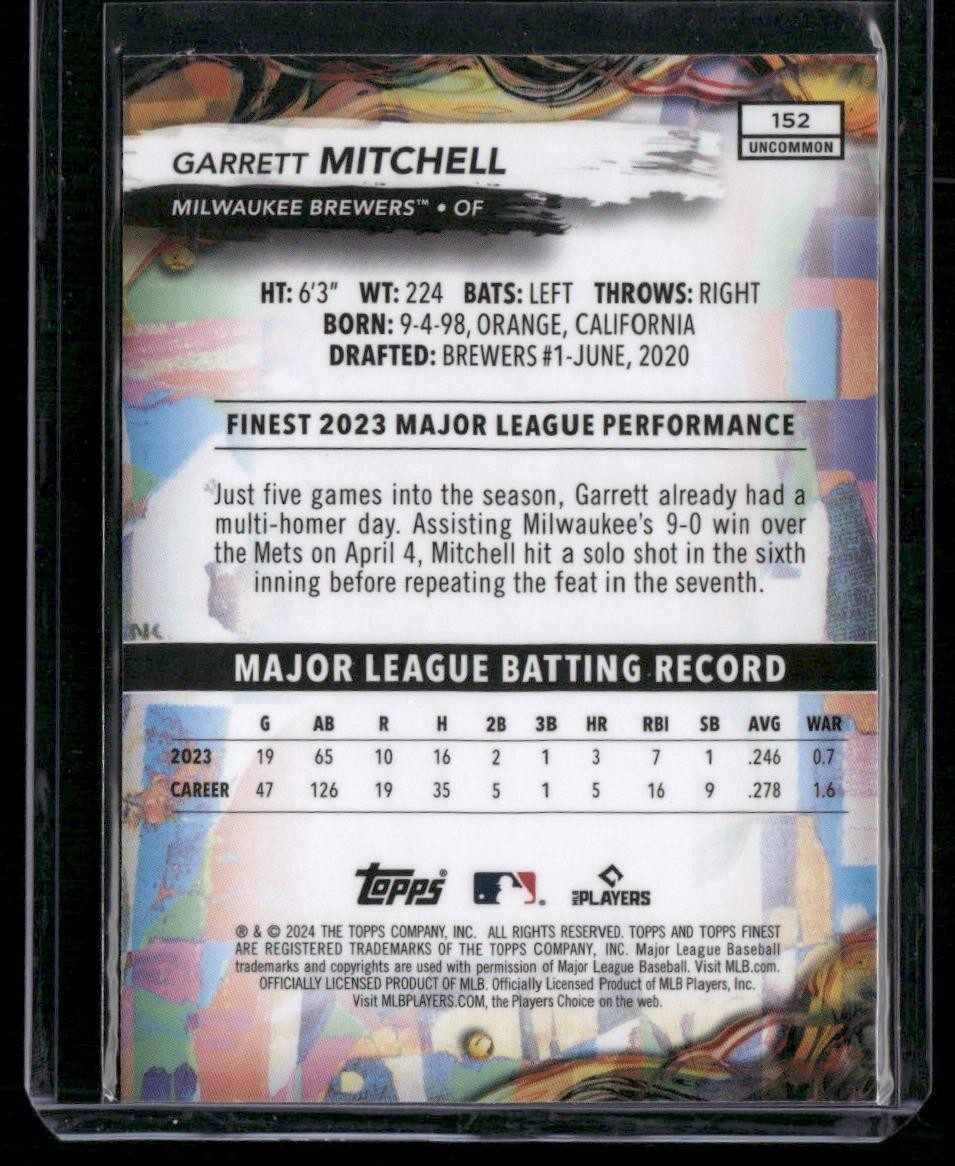 152
UNCOMMON
GARRETT MITCHELL
MILWAUKEE BREWERS™ • OF
HT: 6'3" WT: 224 BATS: LEFT THROWS: RIGHT
BORN: 9-4-98, ORANGE, CALIFORNIA
DRAFTED: BREWERS #1-JUNE, 2020
FINEST 2023 MAJOR LEAGUE PERFORMANCE
Just five games into the season, Garrett already had a
multi-homer day. Assisting Milwaukee's 9-0 win over
the Mets on April 4, Mitchell hit a solo shot in the sixth
inning before repeating the feat in the seventh.
MAJOR LEAGUE BATTING RECORD
G AB R H 2B 3B HR RBI SB AVG WAR
2023 19 65 10 16 2 1 3 7 1 .246 0.7
CAREER 47 126 19 35 5 1 5 16 9 .278 1.6
Topps® MLB PLAYERS
® & © 2024 THE TOPPS COMPANY, INC. ALL RIGHTS RESERVED. TOPPS AND TOPPS FINEST
ARE REGISTERED TRADEMARKS OF THE TOPPS COMPANY, INC. Major League Baseball
trademarks and copyrights are used with permission of Major League Baseball. Visit MLB.com.
OFFICIALLY LICENSED PRODUCT OF MLB. Officially Licensed Product of MLB Players, Inc.
Visit MLBPLAYERS.COM, the Players Choice on the web.